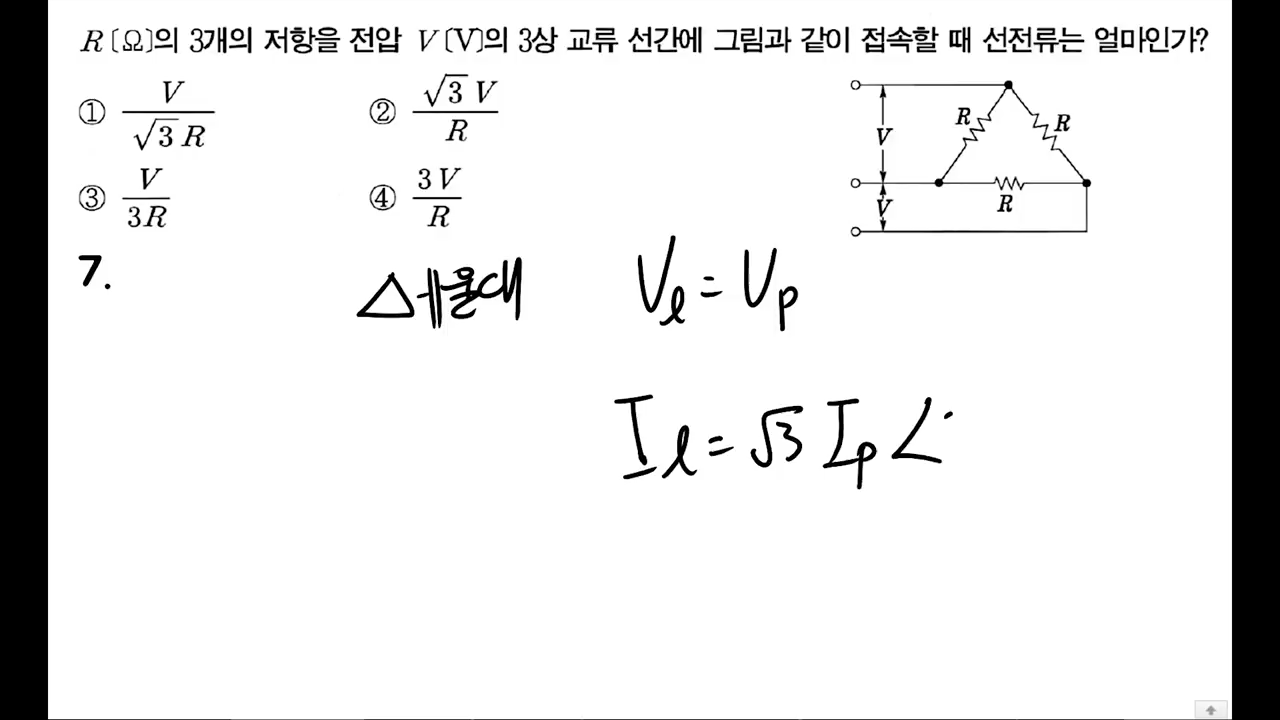 R〔Ω〕의 3개의 저항을 전압 V〔V〕의 3상 교류 선간에 그림과 같이 접속할 때 선전류는 얼마인가?
① V/√3 R ② √3 V/R
③ V/3R ④ 3V/R
R R
V
R
V
7.
△ Vl = Vp
Il = √3 Ip ∠